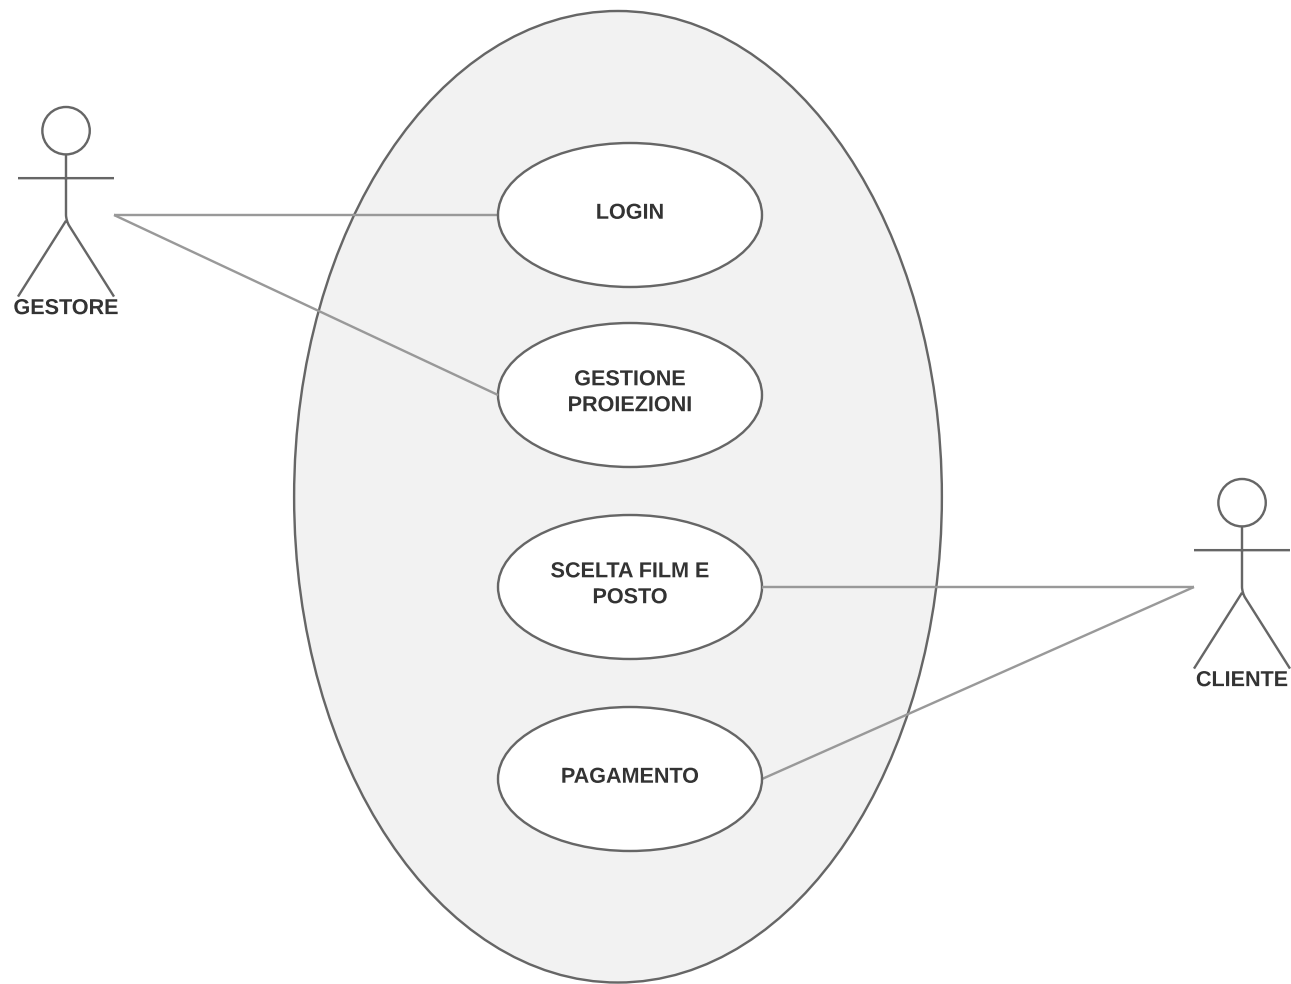 LOGIN
GESTORE
GESTIONE
PROIEZIONI
SCELTA FILM E
POSTO
CLIENTE
PAGAMENTO